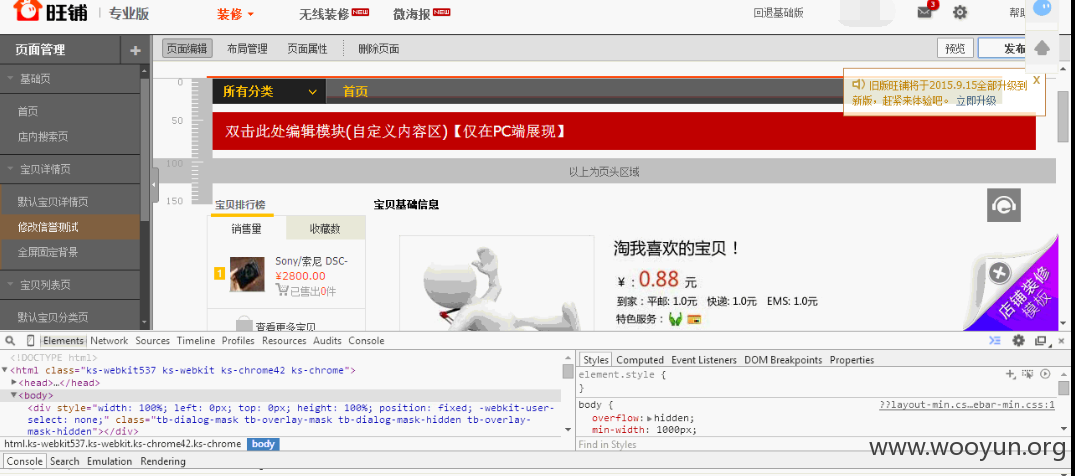 旺铺 专业版 装修 无线装修 NEW 微海报 NEW 回退基础版 3 帮助
页面管理 + 页面编辑 布局管理 页面属性 删除页面 预览 发布
基础页
首页
店内搜索页
宝贝详情页
默认宝贝详情页
修改信誉测试
全屏固定背景
宝贝列表页
默认宝贝分类页
0
50
100
150
所有分类 首页
旧版旺铺将于2015.9.15全部升级到 X
新版,赶紧来体验吧。 立即升级
双击此处编辑模块(自定义内容区)【仅在PC端展现】
以上为页头区域
宝贝排行榜
销售量 收藏数
1 Sony/索尼 DSC-
¥2800.00
已售出0件
查看更多宝贝
宝贝基础信息
淘我喜欢的宝贝!
¥:0.88 元
到家:平邮: 1.0元 快递: 1.0元 EMS: 1.0元
特色服务:
店铺装修
模板
Elements Network Sources Timeline Profiles Resources Audits Console
<!DOCTYPE html>
<html class="ks-webkit537 ks-webkit ks-chrome42 ks-chrome">
<head>…</head>
<body>
<div style="width: 100%; left: 0px; top: 0px; height: 100%; position: fixed; -webkit-user-
select: none;" class="tb-dialog-mask tb-overlay-mask tb-dialog-mask-hidden tb-overlay-
mask-hidden"></div>
html.ks-webkit537.ks-webkit.ks-chrome42.ks-chrome body
Styles Computed Event Listeners DOM Breakpoints Properties
element.style {
}
body { ??layout-min.cs…ebar-min.css:1
overflow: hidden;
min-width: 1000px;
Find in Styles
Console Search Emulation Rendering
www.wooyun.org